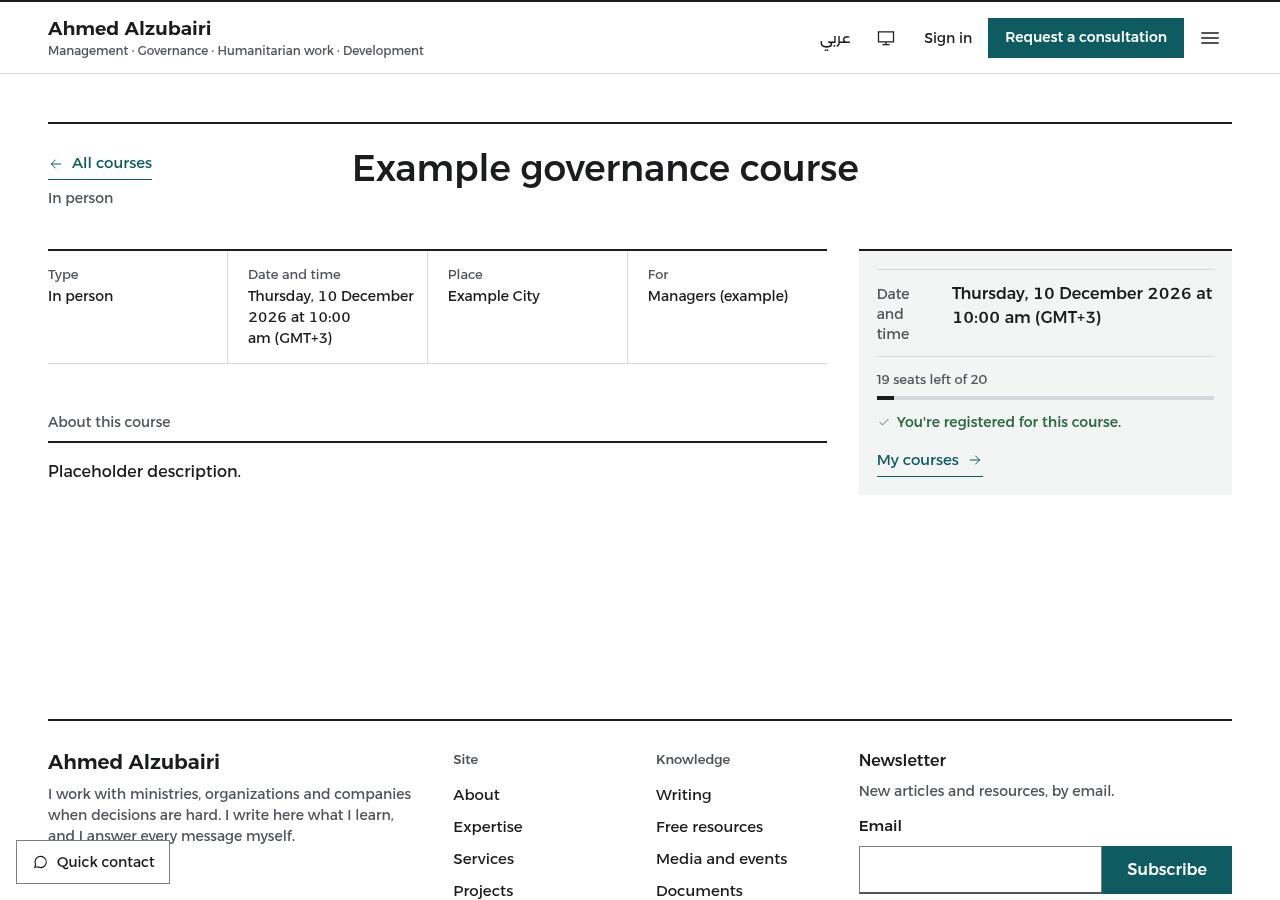 Ahmed Alzubairi
Management · Governance · Humanitarian work · Development
عربي
Sign in
Request a consultation
All courses
In person
Example governance course
Type
In person
Date and time
Thursday, 10 December
2026 at 10:00
am (GMT+3)
Place
Example City
For
Managers (example)
Date
and
time
Thursday, 10 December 2026 at
10:00 am (GMT+3)
19 seats left of 20
You're registered for this course.
My courses
About this course
Placeholder description.
Ahmed Alzubairi
I work with ministries, organizations and companies
when decisions are hard. I write here what I learn,
and I answer every message myself.
Quick contact
Site
About
Expertise
Services
Projects
Knowledge
Writing
Free resources
Media and events
Documents
Newsletter
New articles and resources, by email.
Email
Subscribe